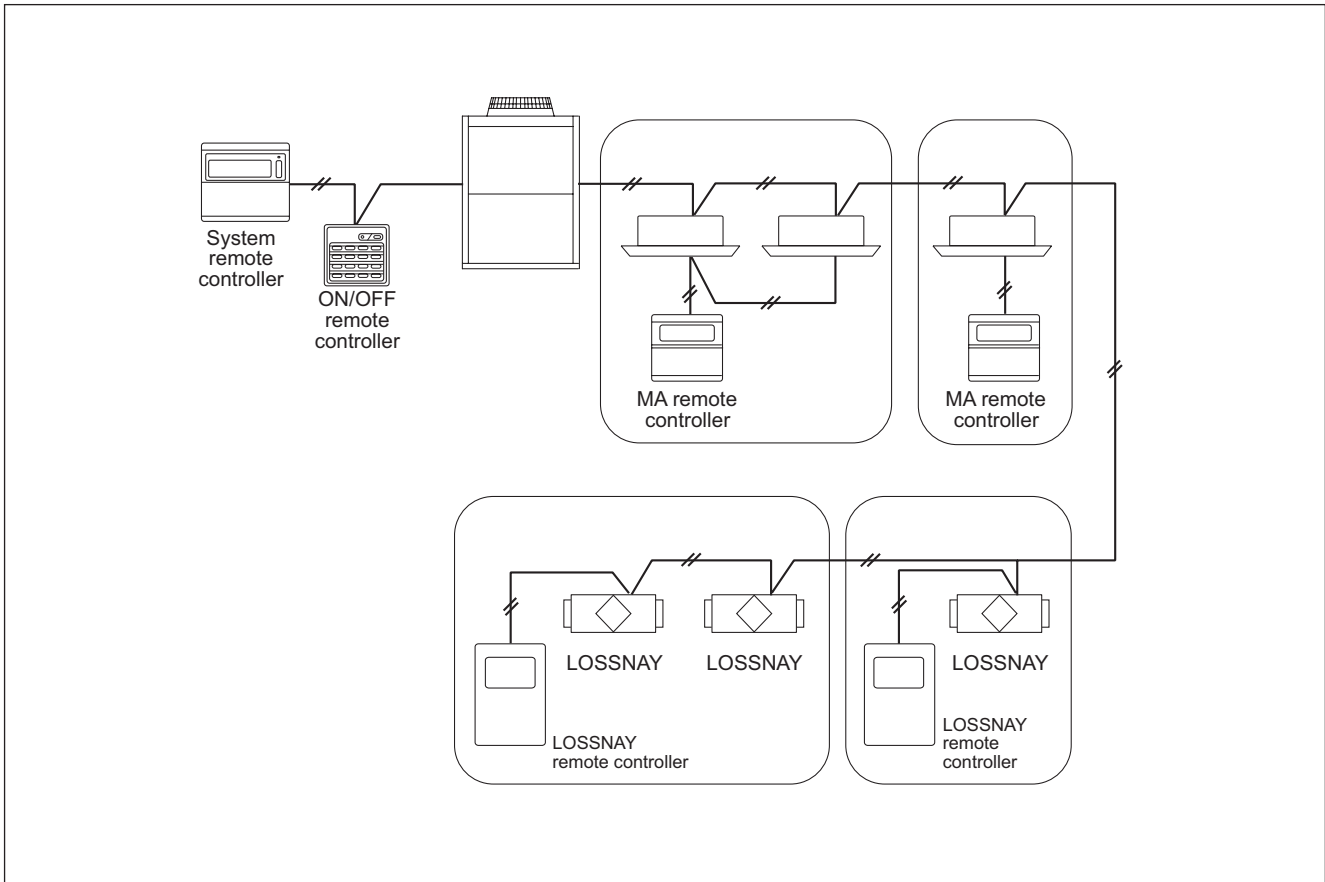 System
remote
controller
ON/OFF
remote
controller
MA remote
controller
MA remote
controller
LOSSNAY
LOSSNAY
LOSSNAY
remote controller
LOSSNAY
LOSSNAY
remote
controller